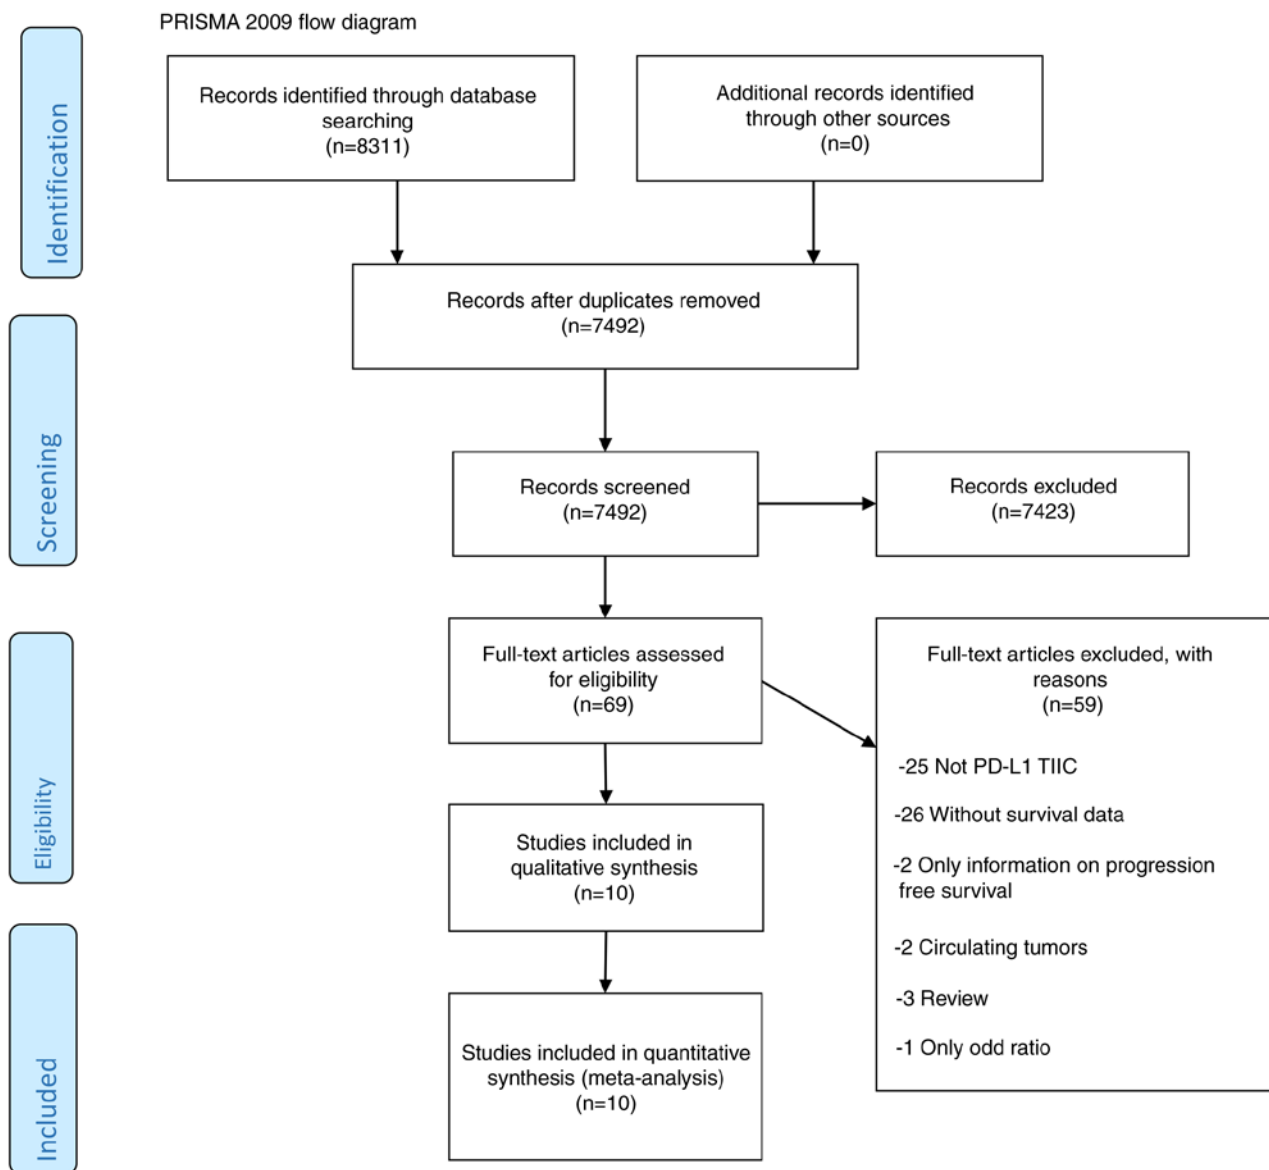 PRISMA 2009 flow diagram
Identification
Records identified through database
searching
(n=8311)
Additional records identified
through other sources
(n=0)
Records after duplicates removed
(n=7492)
Screening
Records screened
(n=7492)
Records excluded
(n=7423)
Eligibility
Full-text articles assessed
for eligibility
(n=69)
Full-text articles excluded, with
reasons
(n=59)
-25 Not PD-L1 TIIC
-26 Without survival data
-2 Only information on progression
free survival
-2 Circulating tumors
-3 Review
-1 Only odd ratio
Studies included in
qualitative synthesis
(n=10)
Included
Studies included in quantitative
synthesis (meta-analysis)
(n=10)